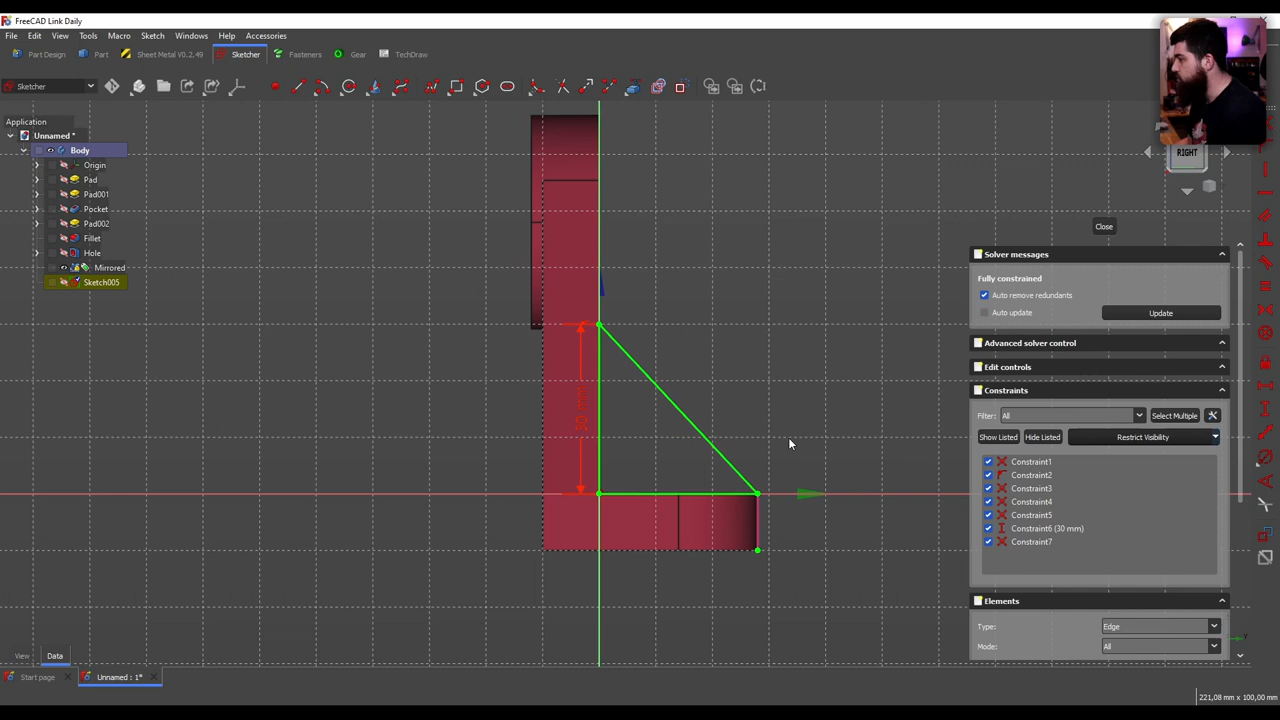 FreeCAD Link Daily
File Edit View Tools Macro Sketch Windows Help Accessories
Part Design Part Sheet Metal V0.2.49 Sketcher Fasteners Gear TechDraw
Sketcher
Application
Unnamed *
Body
Origin
Pad
Pad001
Pocket
Pad002
Fillet
Hole
Mirrored
Sketch005
30 mm
RIGHT
Close
Solver messages
Fully constrained
Auto remove redundants
Auto update Update
Advanced solver control
Edit controls
Constraints
Filter: All Select Multiple
Show Listed Hide Listed Restrict Visibility
Constraint1
Constraint2
Constraint3
Constraint4
Constraint5
Constraint6 (30 mm)
Constraint7
Elements
Type: Edge
Mode: All
View Data
Start page Unnamed : 1*
221,08 mm x 100,00 mm